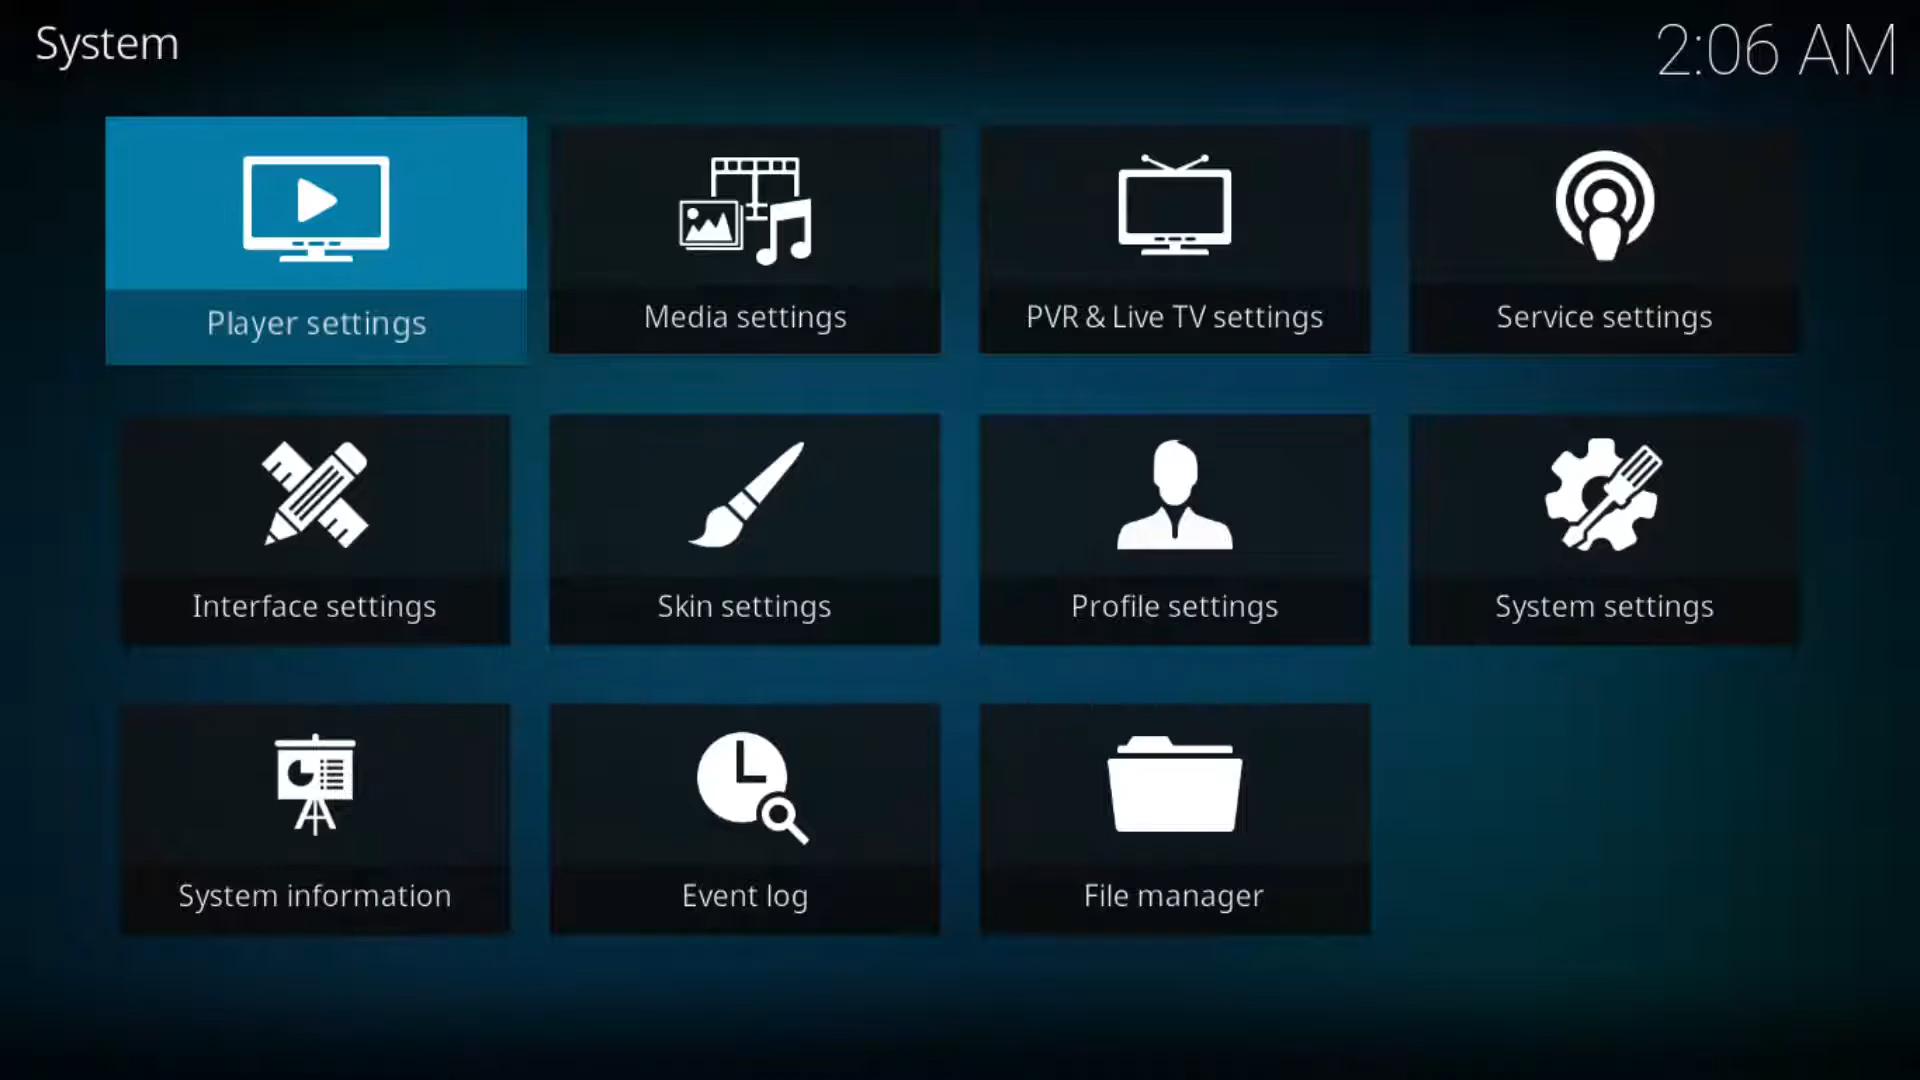 System
2:06 AM
Player settings
Media settings
PVR & Live TV settings
Service settings
Interface settings
Skin settings
Profile settings
System settings
System information
Event log
File manager